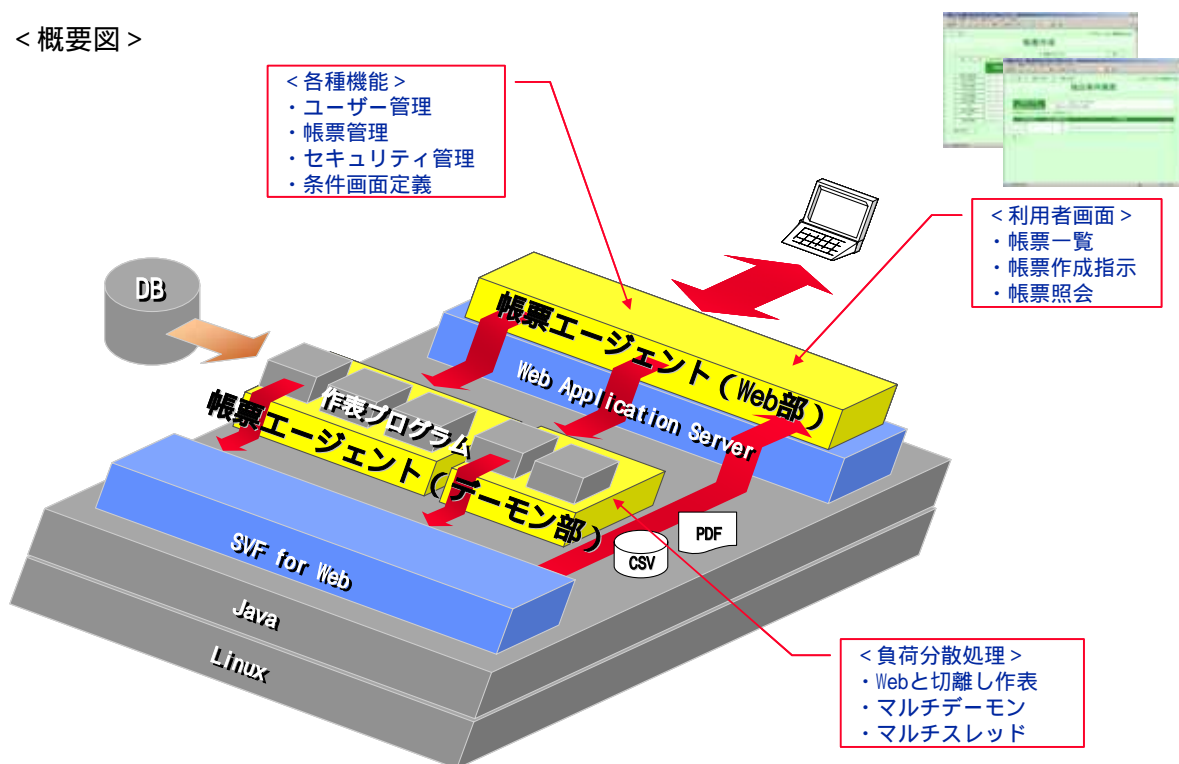 ＜概要図＞
＜各種機能＞
・ユーザー管理
・帳票管理
・セキュリティ管理
・条件画面定義
＜利用者画面＞
・帳票一覧
・帳票作成指示
・帳票照会
DB
帳票エージェント（Web部）
Web Application Server
作表プログラム
帳票エージェント（デーモン部）
PDF
CSV
SVF for Web
Java
Linux
＜負荷分散処理＞
・Webと切離し作表
・マルチデーモン
・マルチスレッド